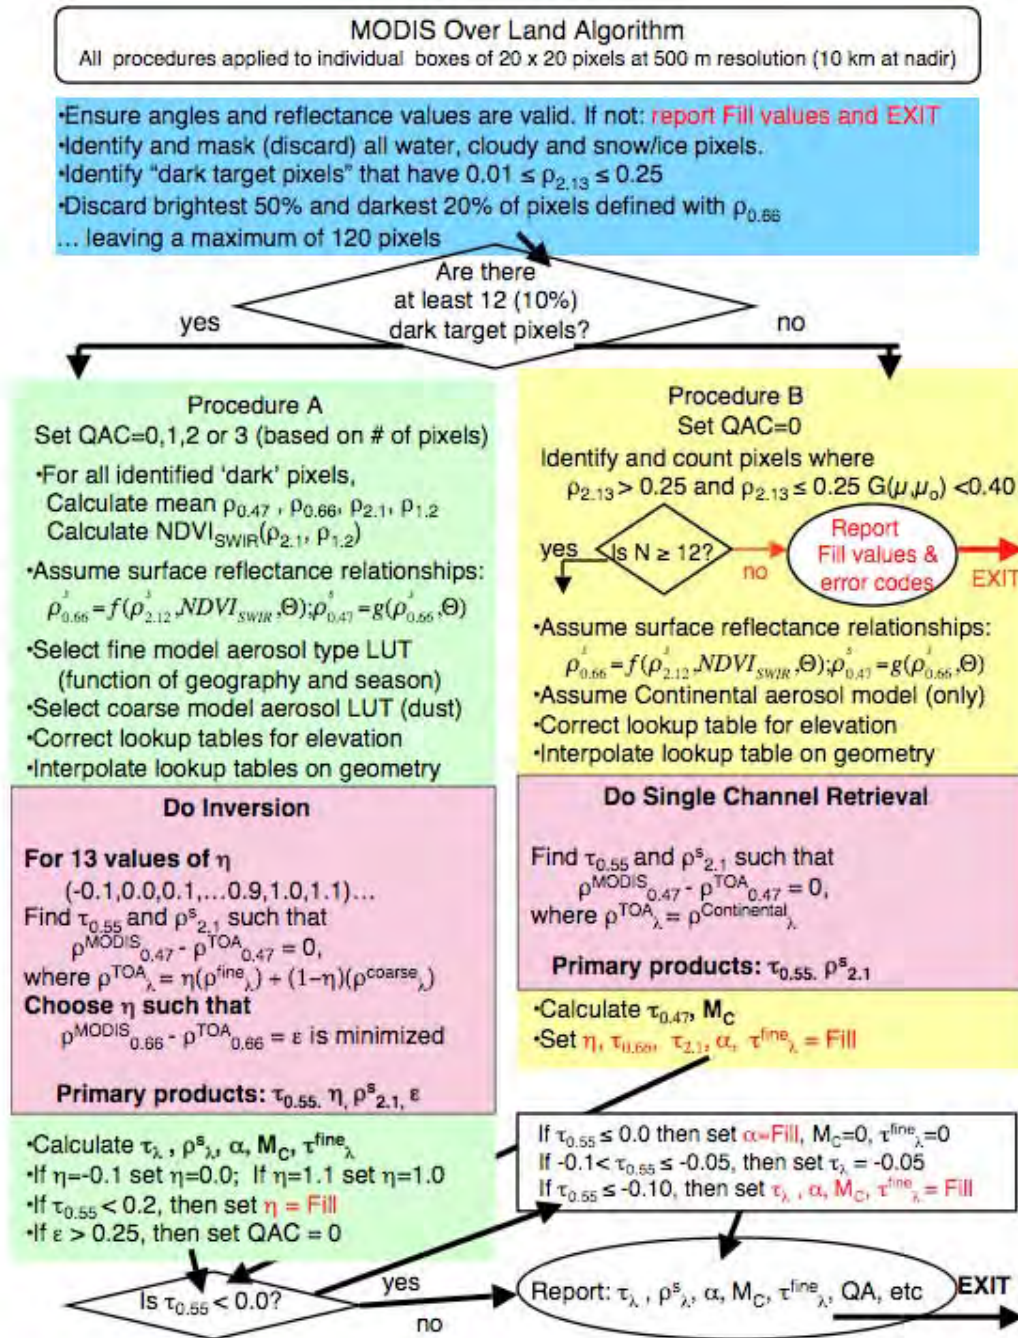 MODIS Over Land Algorithm
All procedures applied to individual boxes of 20 x 20 pixels at 500 m resolution (10 km at nadir)
•Ensure angles and reflectance values are valid. If not: report Fill values and EXIT
•Identify and mask (discard) all water, cloudy and snow/ice pixels.
•Identify "dark target pixels" that have 0.01 ≤ ρ2.13 ≤ 0.25
•Discard brightest 50% and darkest 20% of pixels defined with ρ0.66
... leaving a maximum of 120 pixels
Are there
at least 12 (10%)
dark target pixels?
yes
no
Procedure A
Set QAC=0,1,2 or 3 (based on # of pixels)
•For all identified 'dark' pixels,
Calculate mean ρ0.47 , ρ0.66, ρ2.1, ρ1.2
Calculate NDVISWIR(ρ2.1, ρ1.2)
•Assume surface reflectance relationships:
ρˢ0.66=f(ρˢ2.12,NDVISWIR,Θ);ρˢ0.47=g(ρˢ0.66,Θ)
•Select fine model aerosol type LUT
(function of geography and season)
•Select coarse model aerosol LUT (dust)
•Correct lookup tables for elevation
•Interpolate lookup tables on geometry
Do Inversion
For 13 values of η
(-0.1,0.0,0.1,...0.9,1.0,1.1)...
Find τ0.55 and ρˢ2.1 such that
ρMODIS0.47 - ρTOA0.47 = 0,
where ρTOAλ = η(ρfineλ) + (1-η)(ρcoarseλ)
Choose η such that
ρMODIS0.66 - ρTOA0.66 = ε is minimized
Primary products: τ0.55, η, ρˢ2.1, ε
•Calculate τλ , ρˢλ, α, MC, τfineλ
•If η=-0.1 set η=0.0; If η=1.1 set η=1.0
•If τ0.55 < 0.2, then set η = Fill
•If ε > 0.25, then set QAC = 0
Is τ0.55 < 0.0?
yes
no
Procedure B
Set QAC=0
Identify and count pixels where
ρ2.13 > 0.25 and ρ2.13 ≤ 0.25 G(μ,μo) <0.40
yes
Is N ≥ 12?
no
Report
Fill values &
error codes
EXIT
•Assume surface reflectance relationships:
ρˢ0.66=f(ρˢ2.12,NDVISWIR,Θ);ρˢ0.47=g(ρˢ0.66,Θ)
•Assume Continental aerosol model (only)
•Correct lookup table for elevation
•Interpolate lookup table on geometry
Do Single Channel Retrieval
Find τ0.55 and ρˢ2.1 such that
ρMODIS0.47 - ρTOA0.47 = 0,
where ρTOAλ = ρContinentalλ
Primary products: τ0.55, ρˢ2.1
•Calculate τ0.47, MC
•Set η, τ0.66, τ2.1, α, τfineλ = Fill
If τ0.55 ≤ 0.0 then set α=Fill, MC=0, τfineλ=0
If -0.1< τ0.55 ≤ -0.05, then set τλ = -0.05
If τ0.55 ≤ -0.10, then set τλ , α, MC, τfineλ = Fill
Report: τλ , ρˢλ, α, MC, τfineλ, QA, etc
EXIT